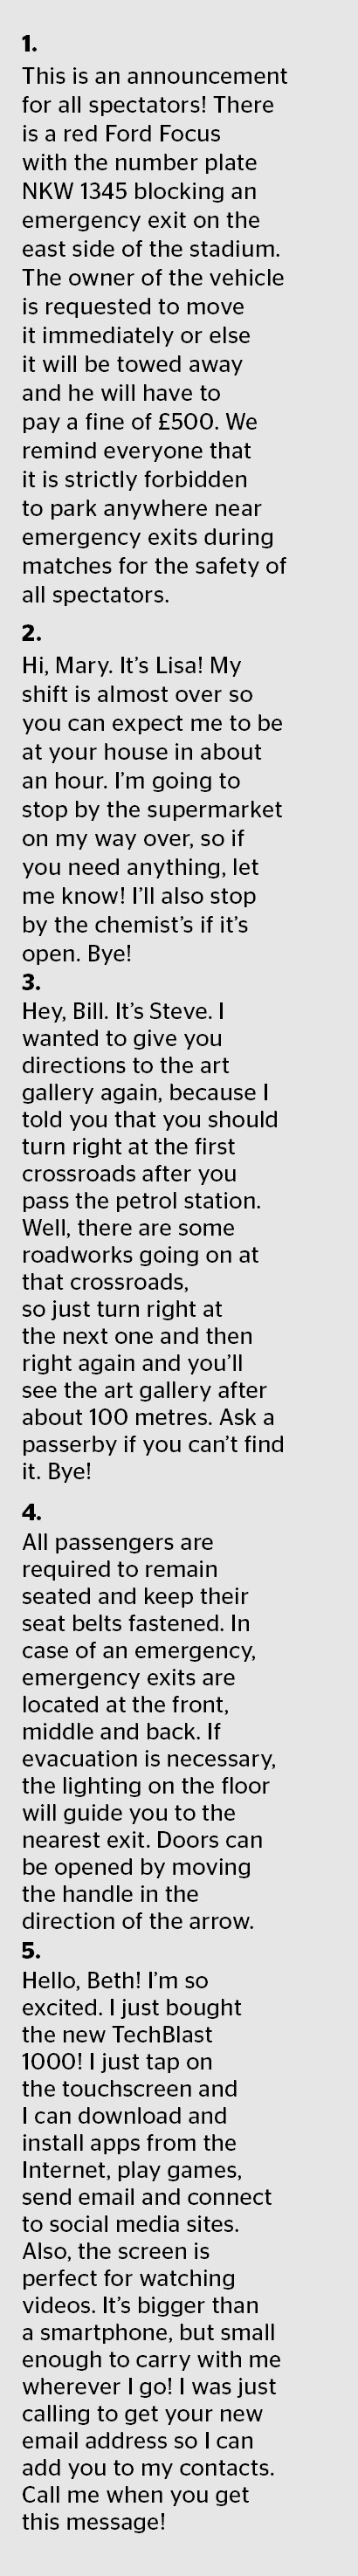 1.
This is an announcement
for all spectators! There
is a red Ford Focus
with the number plate
NKW 1345 blocking an
emergency exit on the
east side of the stadium.
The owner of the vehicle
is requested to move
it immediately or else
it will be towed away
and he will have to
pay a fine of £500. We
remind everyone that
it is strictly forbidden
to park anywhere near
emergency exits during
matches for the safety of
all spectators.
2.
Hi, Mary. It’s Lisa! My
shift is almost over so
you can expect me to be
at your house in about
an hour. I’m going to
stop by the supermarket
on my way over, so if
you need anything, let
me know! I’ll also stop
by the chemist’s if it’s
open. Bye!
3.
Hey, Bill. It’s Steve. I
wanted to give you
directions to the art
gallery again, because I
told you that you should
turn right at the first
crossroads after you
pass the petrol station.
Well, there are some
roadworks going on at
that crossroads,
so just turn right at
the next one and then
right again and you’ll
see the art gallery after
about 100 metres. Ask a
passerby if you can’t find
it. Bye!
4.
All passengers are
required to remain
seated and keep their
seat belts fastened. In
case of an emergency,
emergency exits are
located at the front,
middle and back. If
evacuation is necessary,
the lighting on the floor
will guide you to the
nearest exit. Doors can
be opened by moving
the handle in the
direction of the arrow.
5.
Hello, Beth! I’m so
excited. I just bought
the new TechBlast
1000! I just tap on
the touchscreen and
I can download and
install apps from the
Internet, play games,
send email and connect
to social media sites.
Also, the screen is
perfect for watching
videos. It’s bigger than
a smartphone, but small
enough to carry with me
wherever I go! I was just
calling to get your new
email address so I can
add you to my contacts.
Call me when you get
this message!